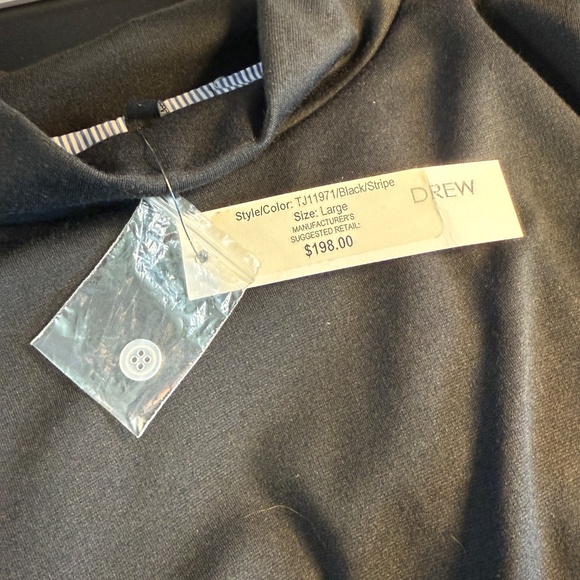 Style/Color: TJ11971/Black/Stripe
Size: Large
MANUFACTURER'S
SUGGESTED RETAIL:
$198.00
DREW